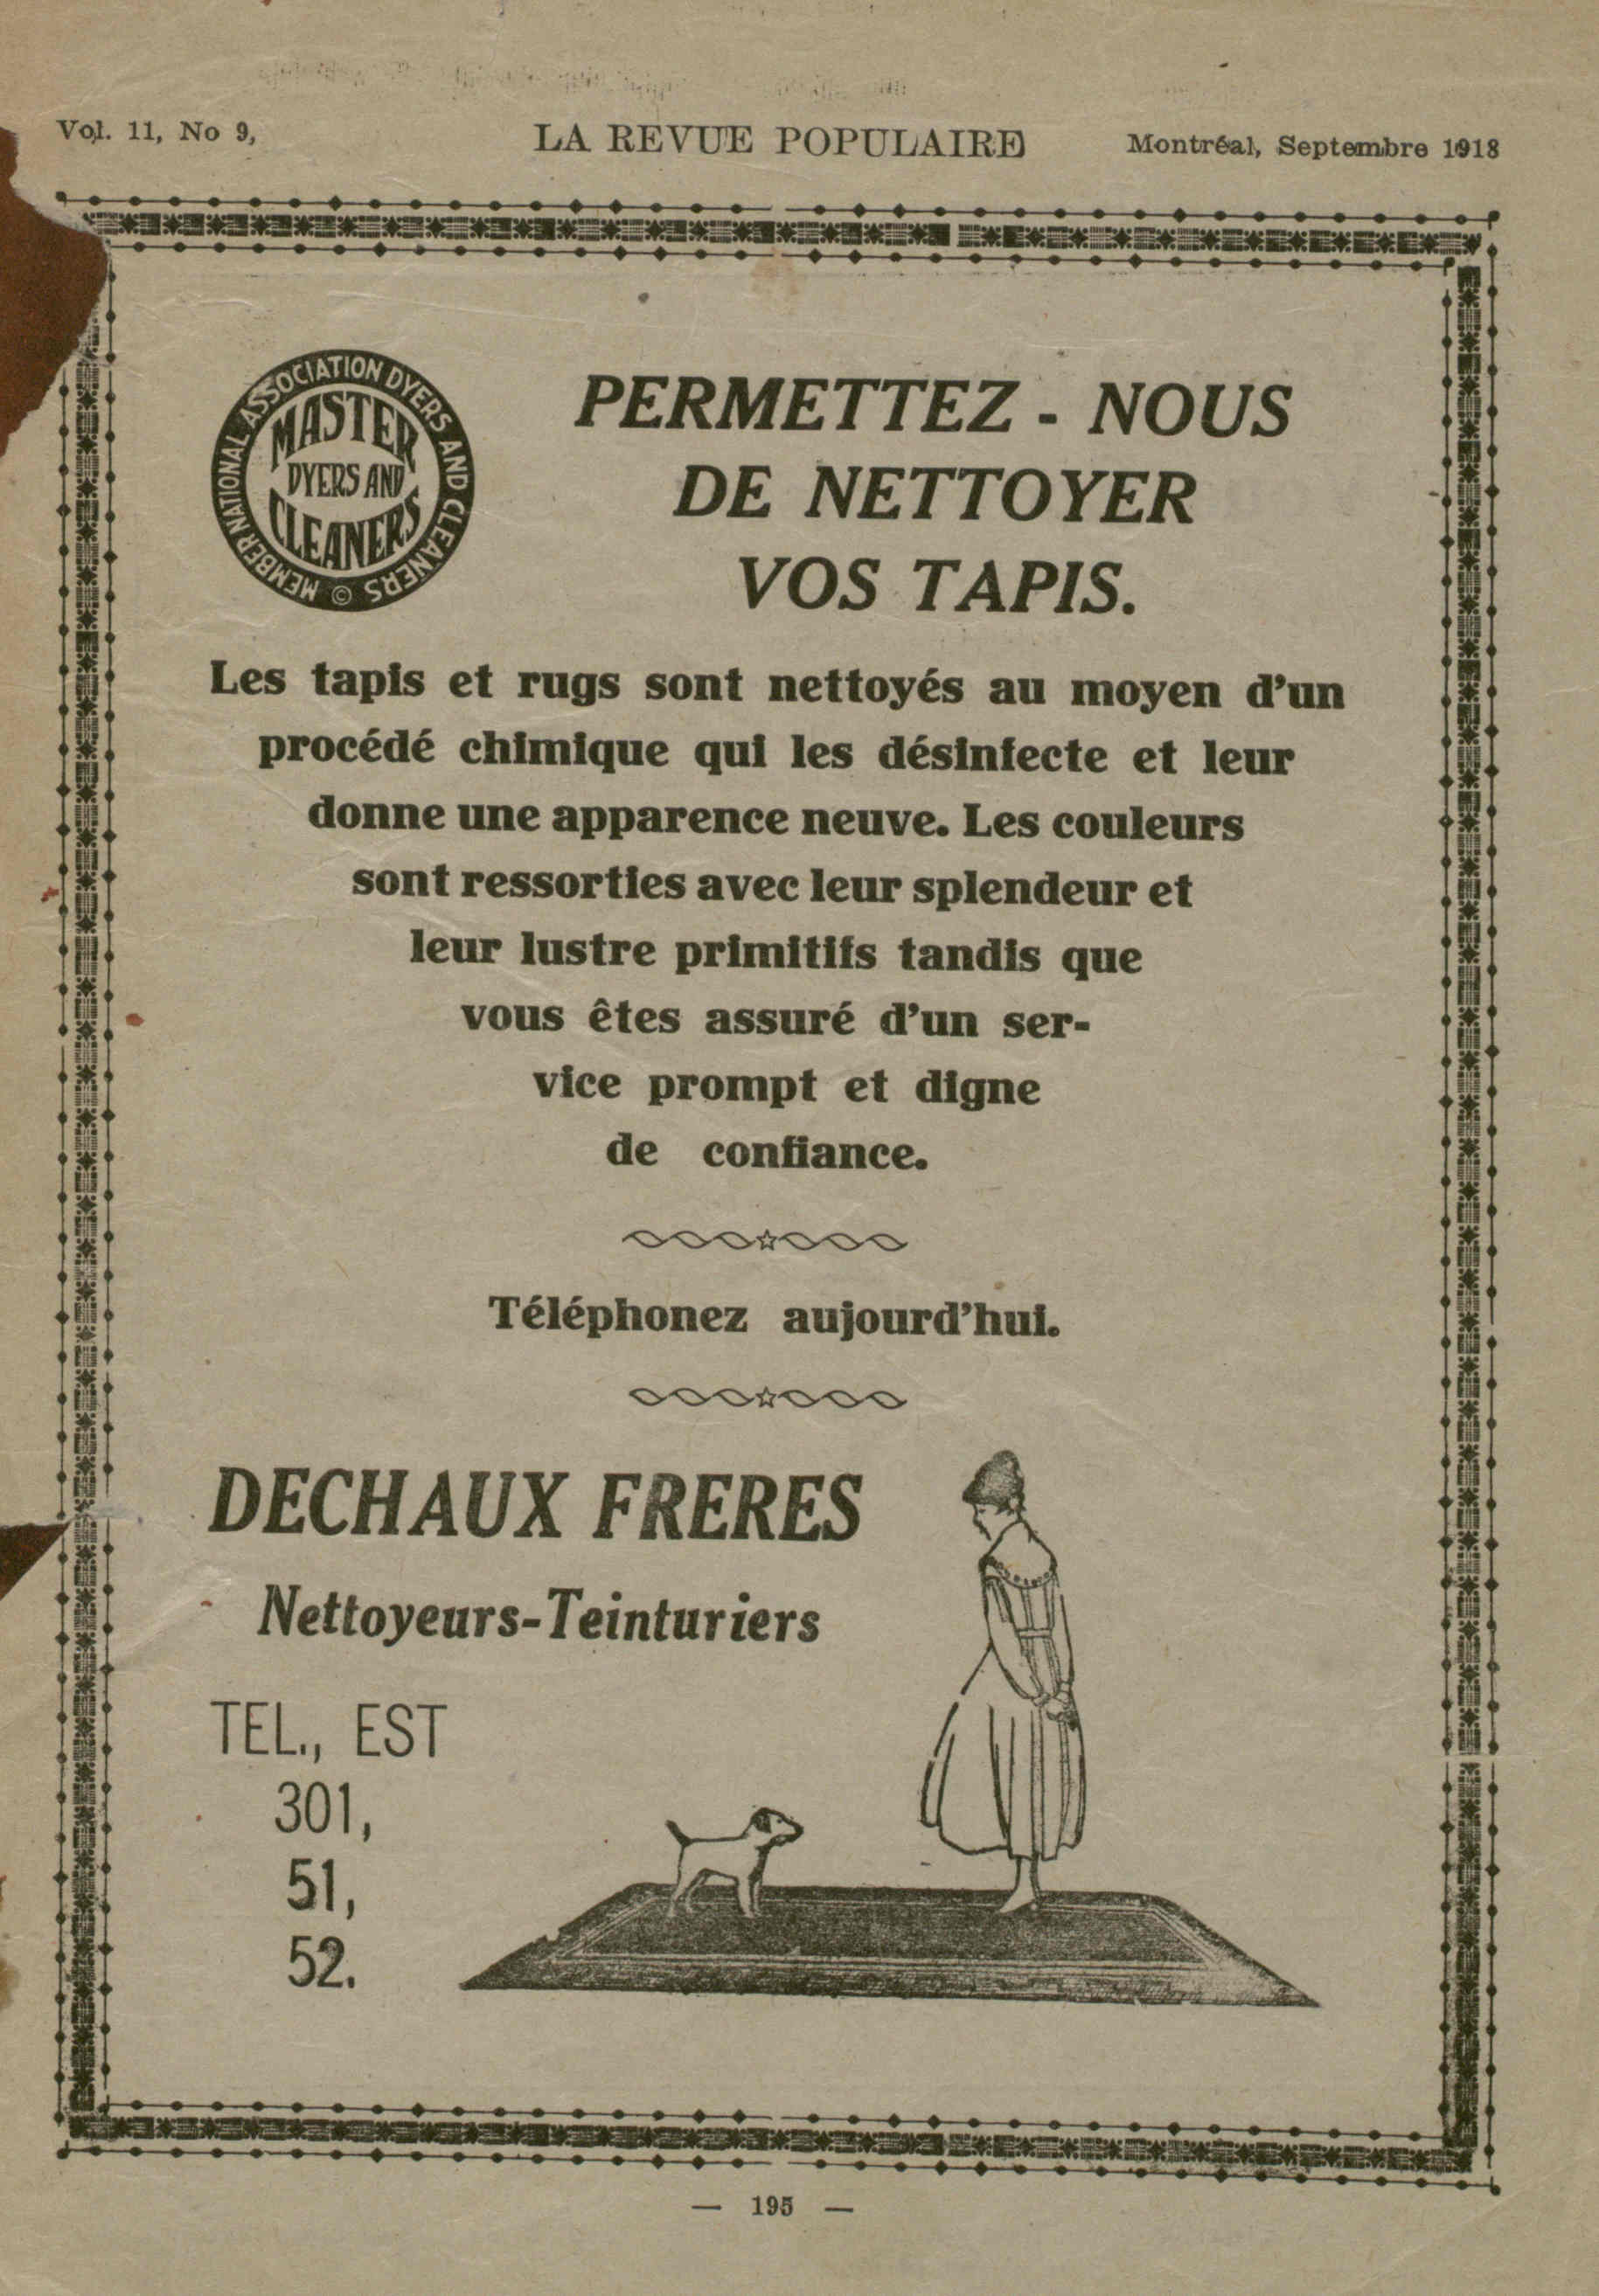 Vol. 11, No 9,
LA REVUE POPULAIRE
Montréal, Septembre 1918
MEMBER NATIONAL ASSOCIATION DYERS AND CLEANERS ©
MASTER
DYERS AND
CLEANERS
PERMETTEZ - NOUS
DE NETTOYER
VOS TAPIS.
Les tapis et rugs sont nettoyés au moyen d'un
procédé chimique qui les désinfecte et leur
donne une apparence neuve. Les couleurs
sont ressorties avec leur splendeur et
leur lustre primitifs tandis que
vous êtes assuré d'un ser-
vice prompt et digne
de confiance.
Téléphonez aujourd'hui.
DECHAUX FRERES
Nettoyeurs-Teinturiers
TEL., EST
301,
51,
52.
— 195 —